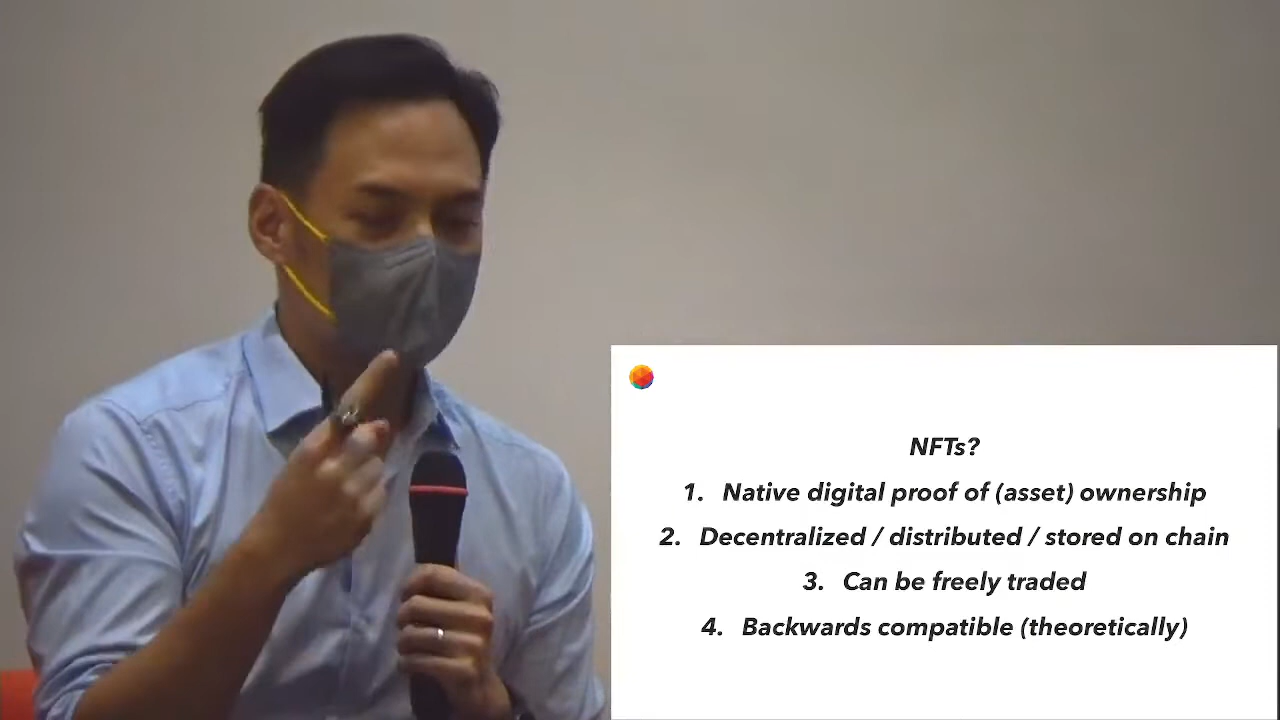 NFTs?
1. Native digital proof of (asset) ownership
2. Decentralized / distributed / stored on chain
3. Can be freely traded
4. Backwards compatible (theoretically)